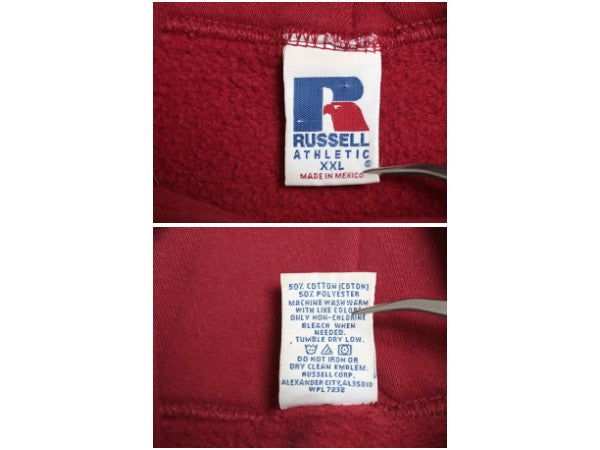 R
RUSSELL
ATHLETIC
XXL ®
MADE IN MEXICO
50% COTTON (COTON)
50% POLYESTER
MACHINE WASH WARM
WITH LIKE COLORS
ONLY NON-CHLORINE
BLEACH WHEN
NEEDED.
TUMBLE DRY LOW.
DO NOT IRON OR
DRY CLEAN EMBLEM.
RUSSELL CORP.
ALEXANDER CITY, AL35010
WPL 7232